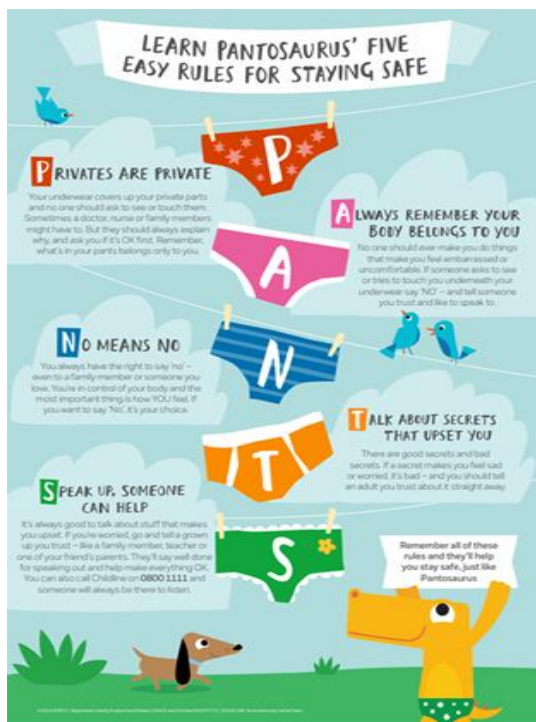 LEARN PANTOSAURUS' FIVE
EASY RULES FOR STAYING SAFE
P
PRIVATES ARE PRIVATE
Your underwear covers up your private parts
and no one should ask to see or touch them.
Sometimes a doctor, nurse or family members
might have to. But they should always explain
why, and ask you if it's OK first. Remember,
what's in your pants belongs only to you.
A
ALWAYS REMEMBER YOUR
BODY BELONGS TO YOU
No one should ever make you do things
that make you feel embarrassed or
uncomfortable. If someone asks to see
or tries to touch you underneath your
underwear say 'NO' – and tell someone
you trust and like to speak to.
N
NO MEANS NO
You always have the right to say 'no' –
even to a family member or someone you
love. You're in control of your body and the
most important thing is how YOU feel. If
you want to say 'No', it's your choice.
T
TALK ABOUT SECRETS
THAT UPSET YOU
There are good secrets and bad
secrets. If a secret makes you feel sad
or worried, it's bad – and you should tell
an adult you trust about it straight away.
S
SPEAK UP, SOMEONE
CAN HELP
It's always good to talk about stuff that makes
you upset. If you're worried, go and tell a grown
up you trust – like a family member, teacher or
one of your friend's parents. They'll say well done
for speaking out and help make everything OK.
You can also call Childline on 0800 1111 and
someone will always be there to listen.
Remember all of these
rules and they'll help
you stay safe, just like
Pantosaurus